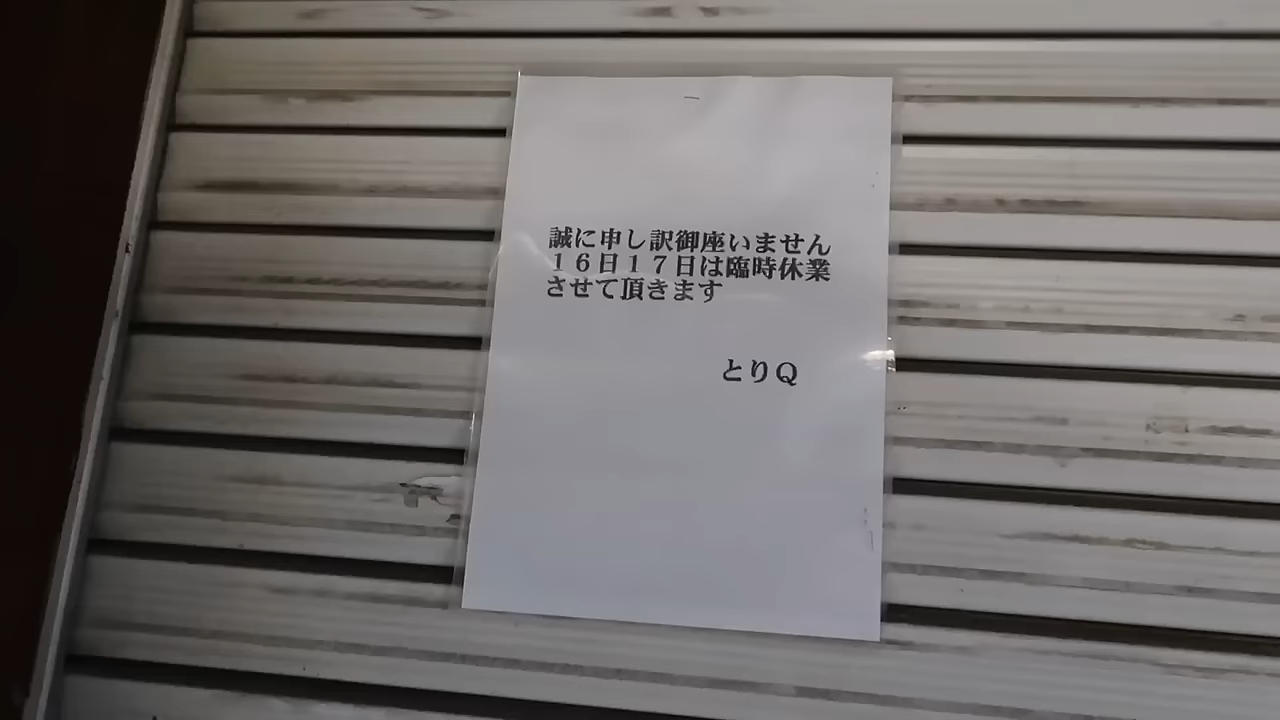 誠に申し訳御座いません
１６日１７日は臨時休業
させて頂きます
とりＱ